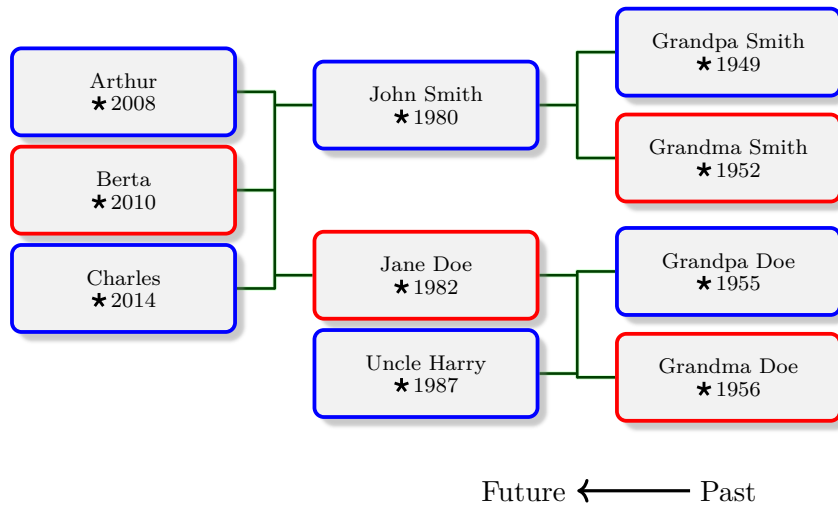 Arthur
★2008
Berta
★2010
Charles
★2014
John Smith
★1980
Jane Doe
★1982
Uncle Harry
★1987
Grandpa Smith
★1949
Grandma Smith
★1952
Grandpa Doe
★1955
Grandma Doe
★1956
Future
Past